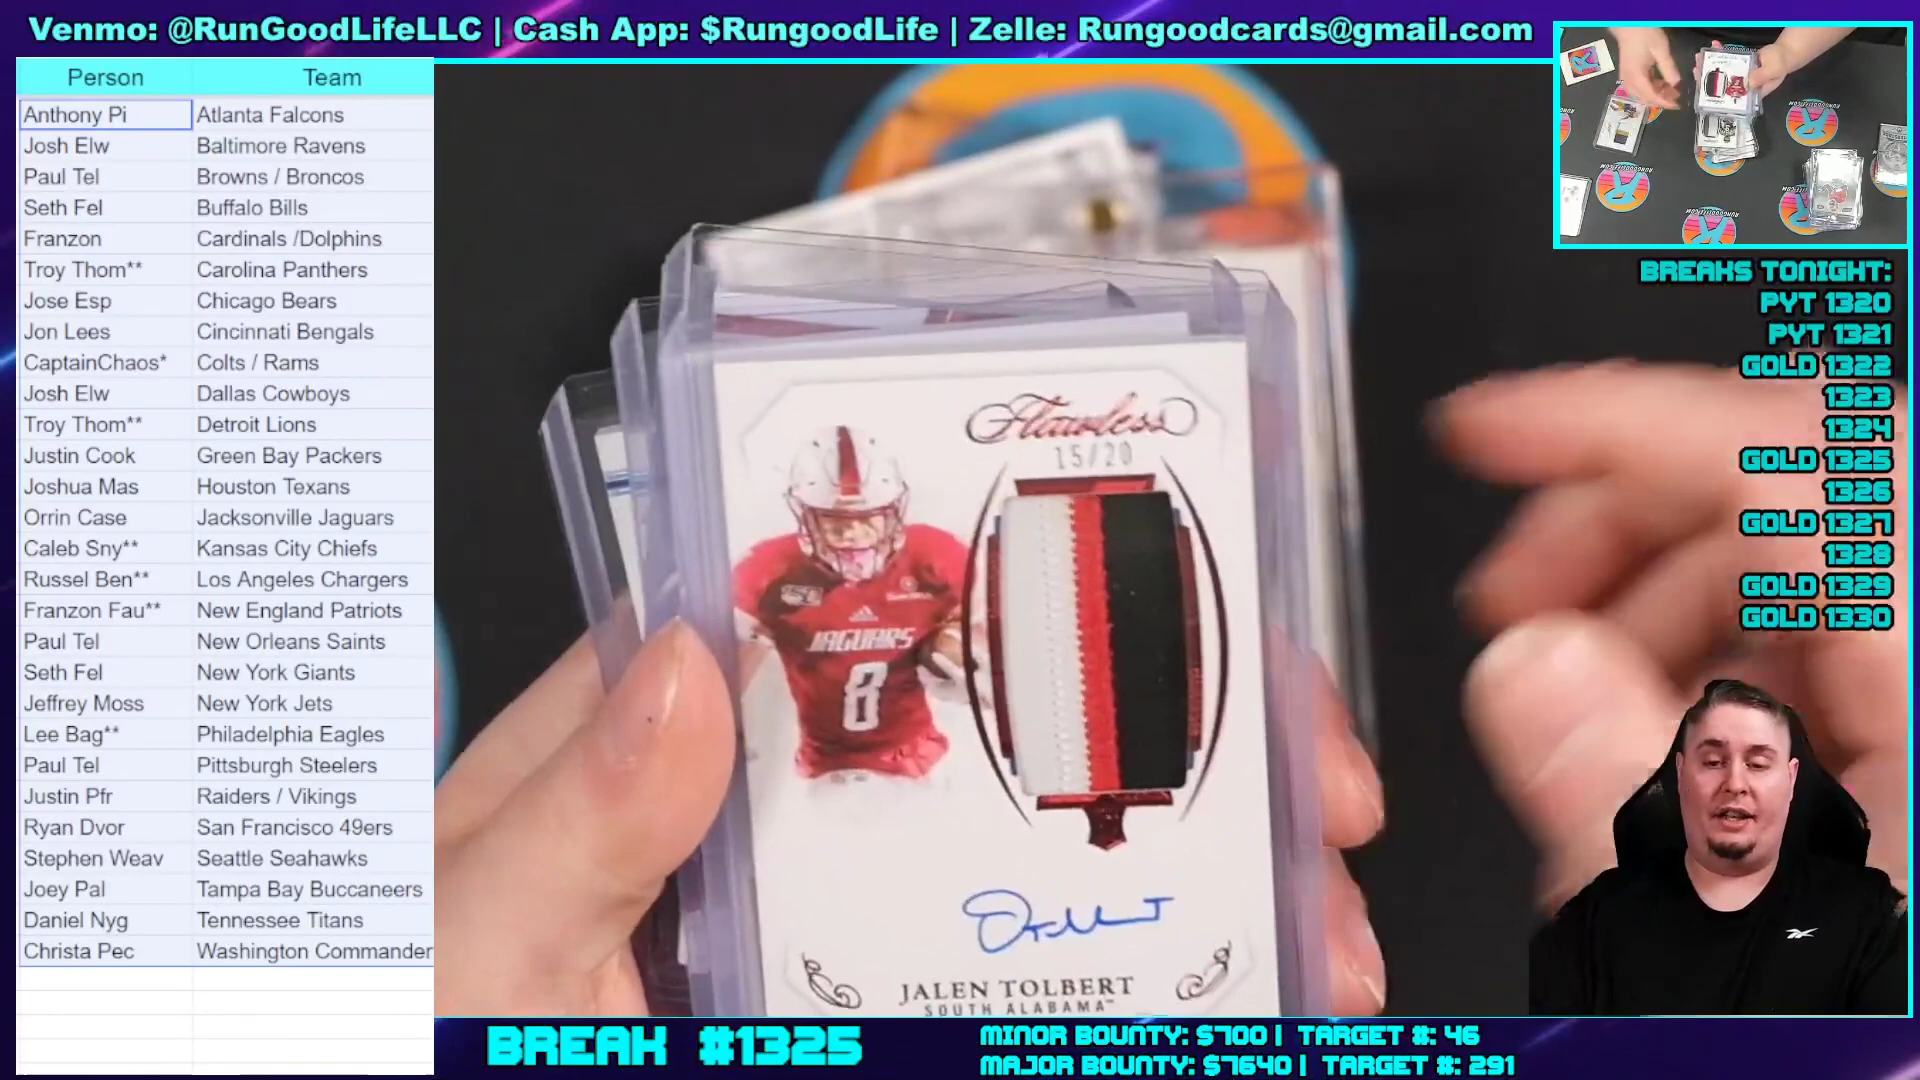 Venmo: @RunGoodLifeLLC | Cash App: $RungoodLife | Zelle: Rungoodcards@gmail.com
Person Team
Anthony Pi Atlanta Falcons
Josh Elw Baltimore Ravens
Paul Tel Browns / Broncos
Seth Fel Buffalo Bills
Franzon Cardinals /Dolphins
Troy Thom** Carolina Panthers
Jose Esp Chicago Bears
Jon Lees Cincinnati Bengals
CaptainChaos* Colts / Rams
Josh Elw Dallas Cowboys
Troy Thom** Detroit Lions
Justin Cook Green Bay Packers
Joshua Mas Houston Texans
Orrin Case Jacksonville Jaguars
Caleb Sny** Kansas City Chiefs
Russel Ben** Los Angeles Chargers
Franzon Fau** New England Patriots
Paul Tel New Orleans Saints
Seth Fel New York Giants
Jeffrey Moss New York Jets
Lee Bag** Philadelphia Eagles
Paul Tel Pittsburgh Steelers
Justin Pfr Raiders / Vikings
Ryan Dvor San Francisco 49ers
Stephen Weav Seattle Seahawks
Joey Pal Tampa Bay Buccaneers
Daniel Nyg Tennessee Titans
Christa Pec Washington Commander
Flawless
15/20
JAGUARS
8
JALEN TOLBERT
SOUTH ALABAMA™
BREAKS TONIGHT:
PYT 1320
PYT 1321
GOLD 1322
1323
1324
GOLD 1325
1326
GOLD 1327
1328
GOLD 1329
GOLD 1330
BREAK #1325
MINOR BOUNTY: $700 | TARGET #: 46
MAJOR BOUNTY: $7640 | TARGET #: 291